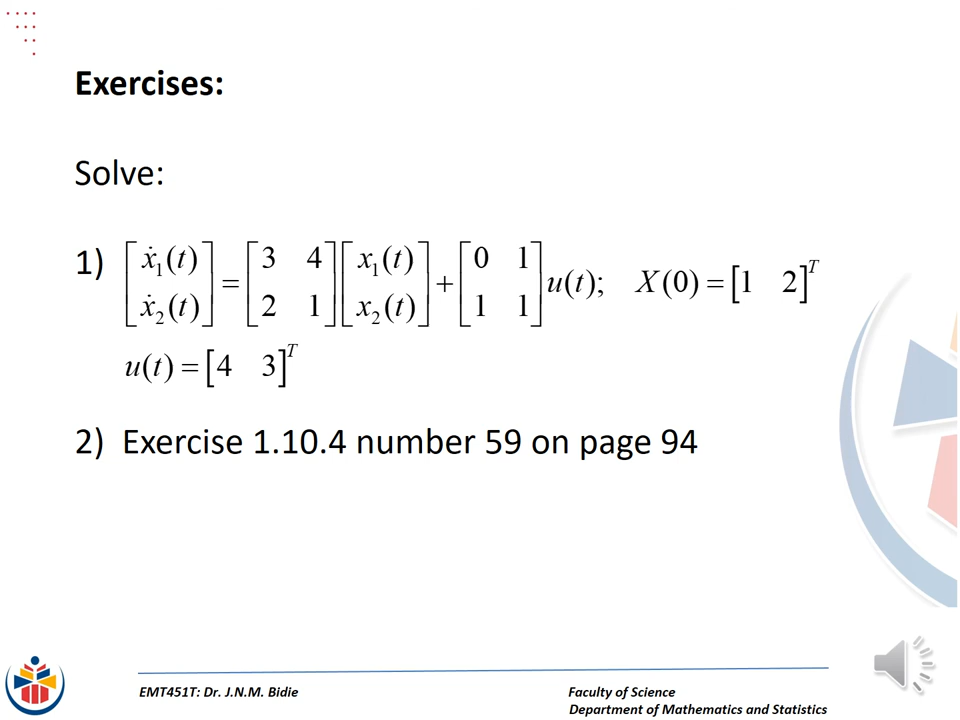 Exercises:
Solve:
1) [ẋ₁(t) ẋ₂(t)] = [3 4; 2 1] [x₁(t) x₂(t)] + [0 1; 1 1] u(t); X(0) = [1 2]ᵀ
u(t) = [4 3]ᵀ
2) Exercise 1.10.4 number 59 on page 94
EMT451T: Dr. J.N.M. Bidie
Faculty of Science
Department of Mathematics and Statistics